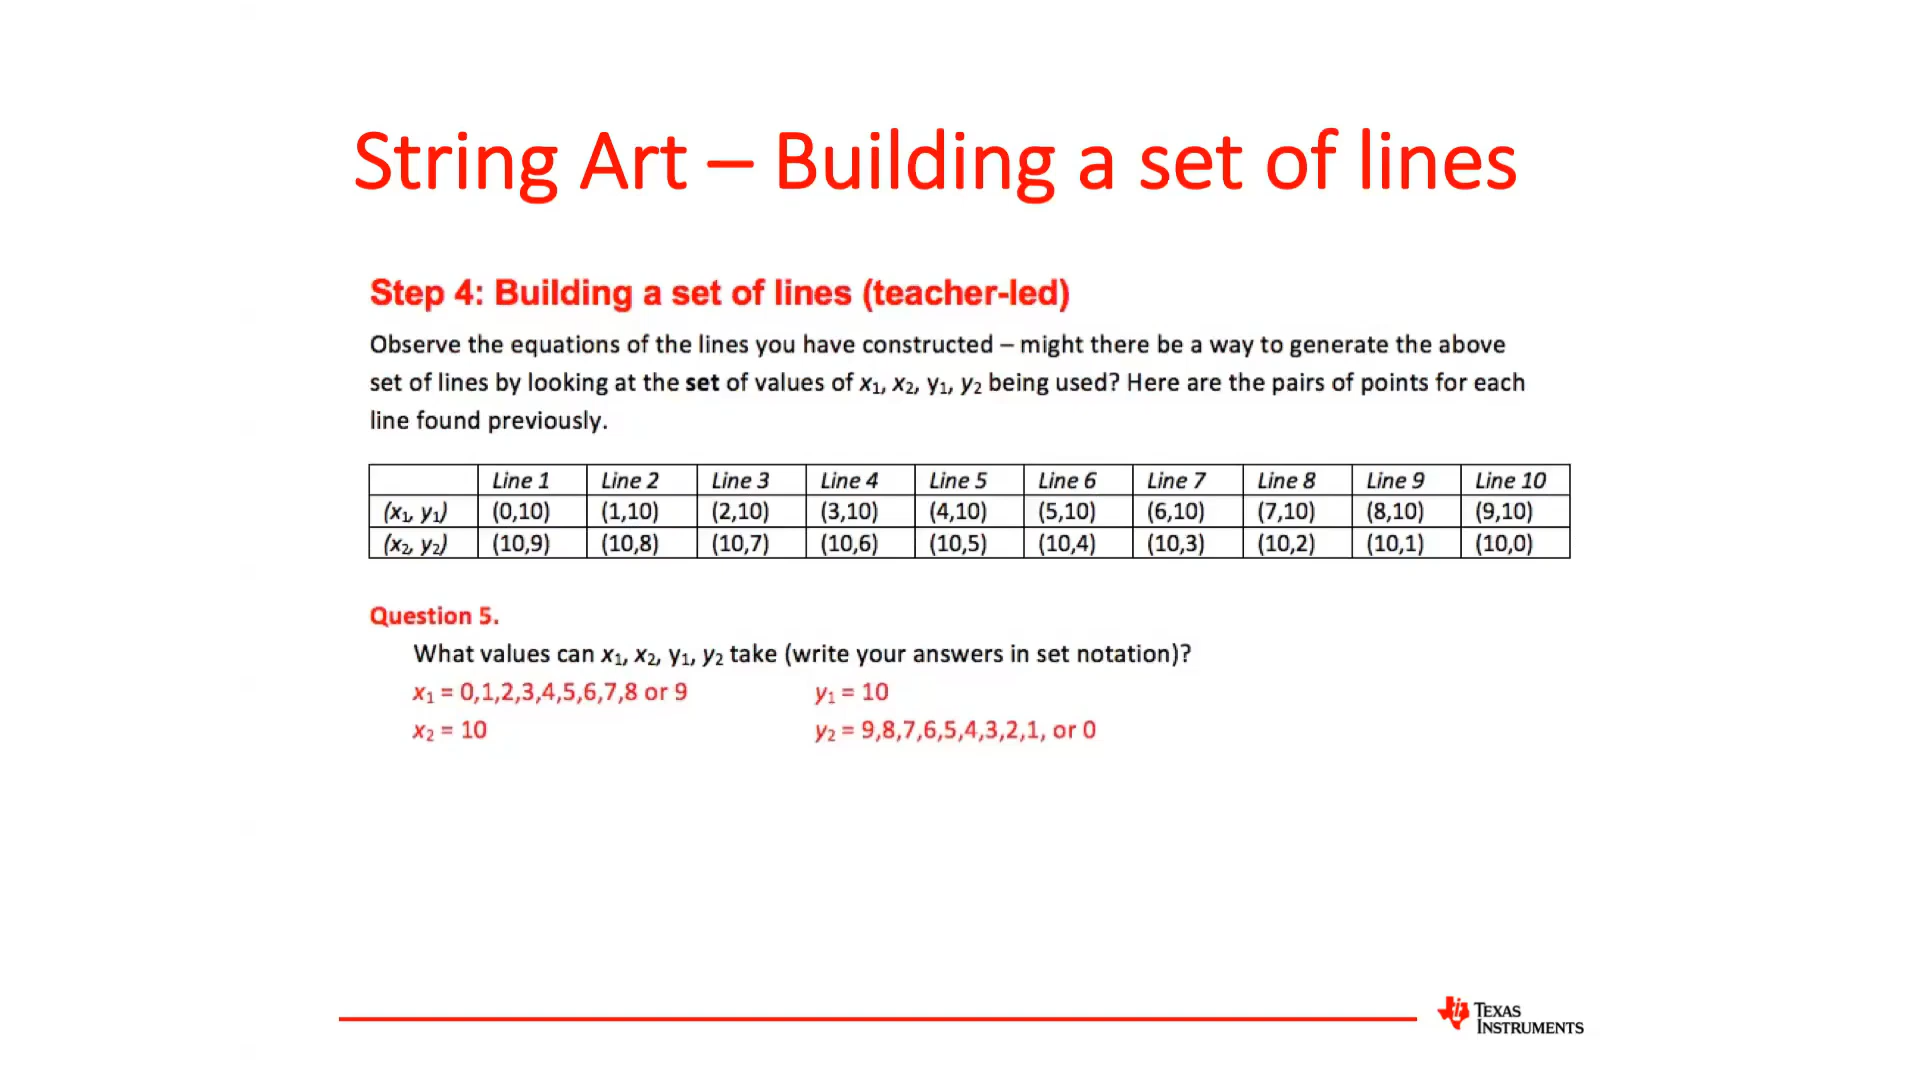 String Art – Building a set of lines
Step 4: Building a set of lines (teacher-led)
Observe the equations of the lines you have constructed – might there be a way to generate the above
set of lines by looking at the set of values of x₁, x₂, y₁, y₂ being used? Here are the pairs of points for each
line found previously.
Line 1 Line 2 Line 3 Line 4 Line 5 Line 6 Line 7 Line 8 Line 9 Line 10
(x₁, y₁) (0,10) (1,10) (2,10) (3,10) (4,10) (5,10) (6,10) (7,10) (8,10) (9,10)
(x₂, y₂) (10,9) (10,8) (10,7) (10,6) (10,5) (10,4) (10,3) (10,2) (10,1) (10,0)
Question 5.
What values can x₁, x₂, y₁, y₂ take (write your answers in set notation)?
x₁ = 0,1,2,3,4,5,6,7,8 or 9 y₁ = 10
x₂ = 10 y₂ = 9,8,7,6,5,4,3,2,1, or 0
TEXAS
INSTRUMENTS